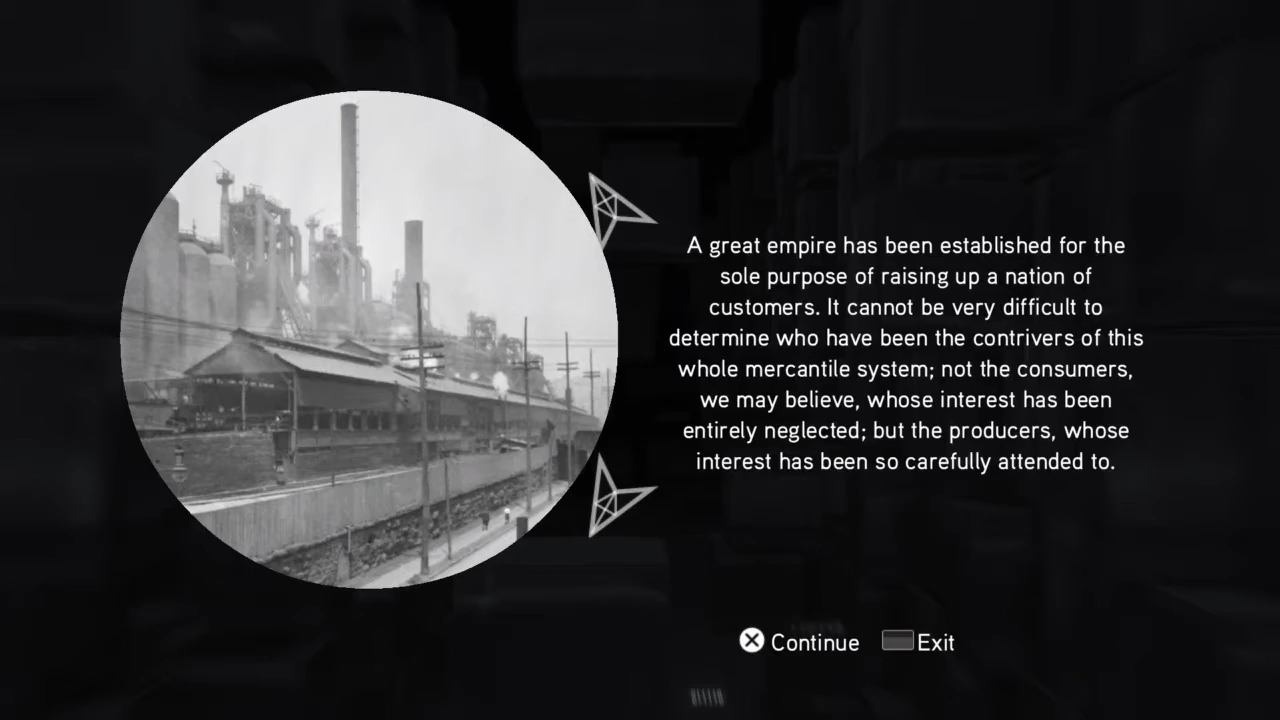 A great empire has been established for the
sole purpose of raising up a nation of
customers. It cannot be very difficult to
determine who have been the contrivers of this
whole mercantile system; not the consumers,
we may believe, whose interest has been
entirely neglected; but the producers, whose
interest has been so carefully attended to.
Continue Exit